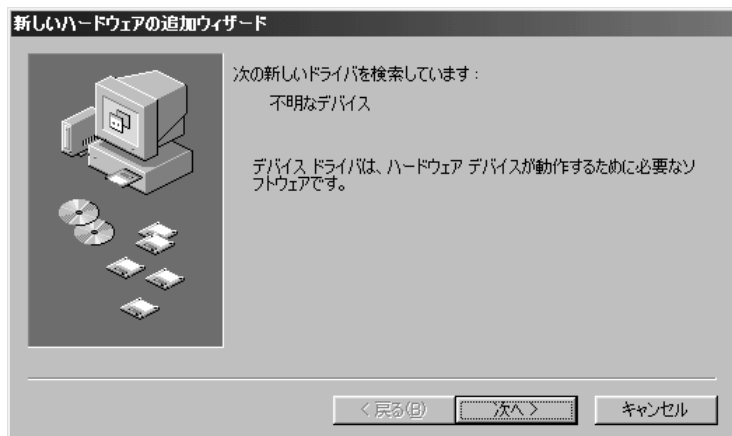 新しいハードウェアの追加ウィザード
次の新しいドライバを検索しています :
不明なデバイス
デバイス ドライバは、ハードウェア デバイスが動作するために必要なソ
フトウェアです。
< 戻る(B)
次へ >
キャンセル